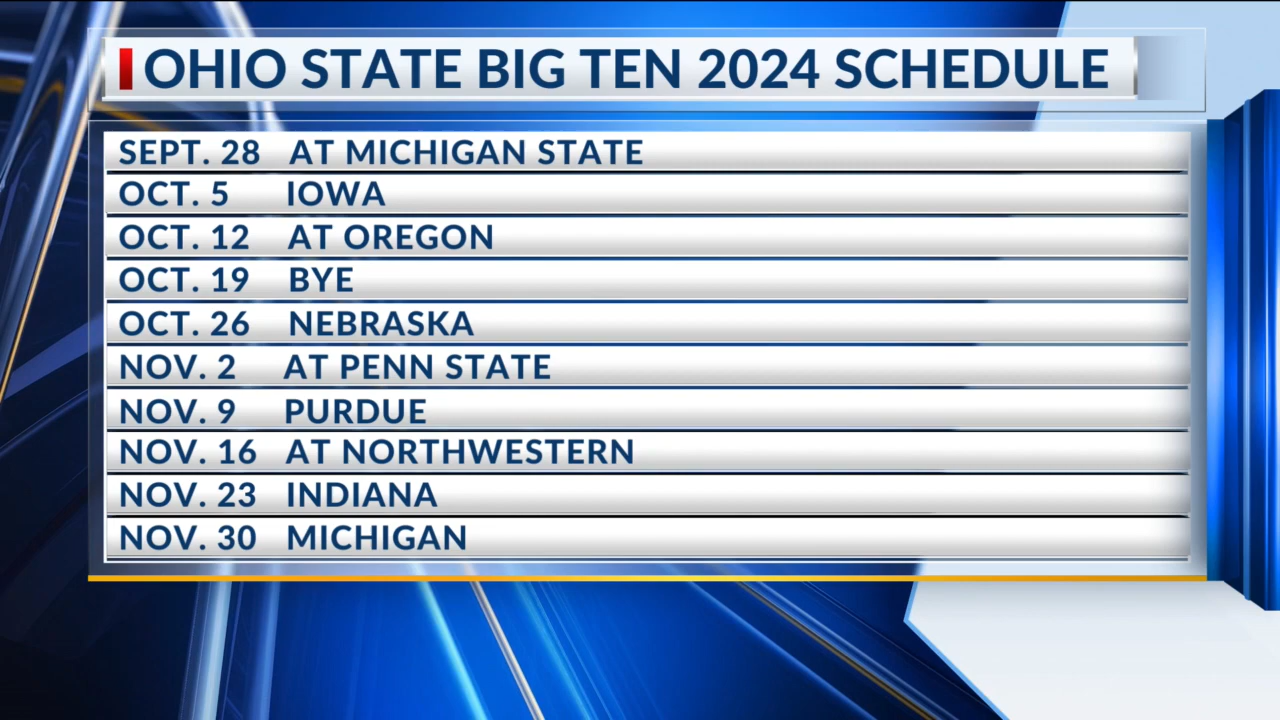 OHIO STATE BIG TEN 2024 SCHEDULE
SEPT. 28 AT MICHIGAN STATE
OCT. 5 IOWA
OCT. 12 AT OREGON
OCT. 19 BYE
OCT. 26 NEBRASKA
NOV. 2 AT PENN STATE
NOV. 9 PURDUE
NOV. 16 AT NORTHWESTERN
NOV. 23 INDIANA
NOV. 30 MICHIGAN